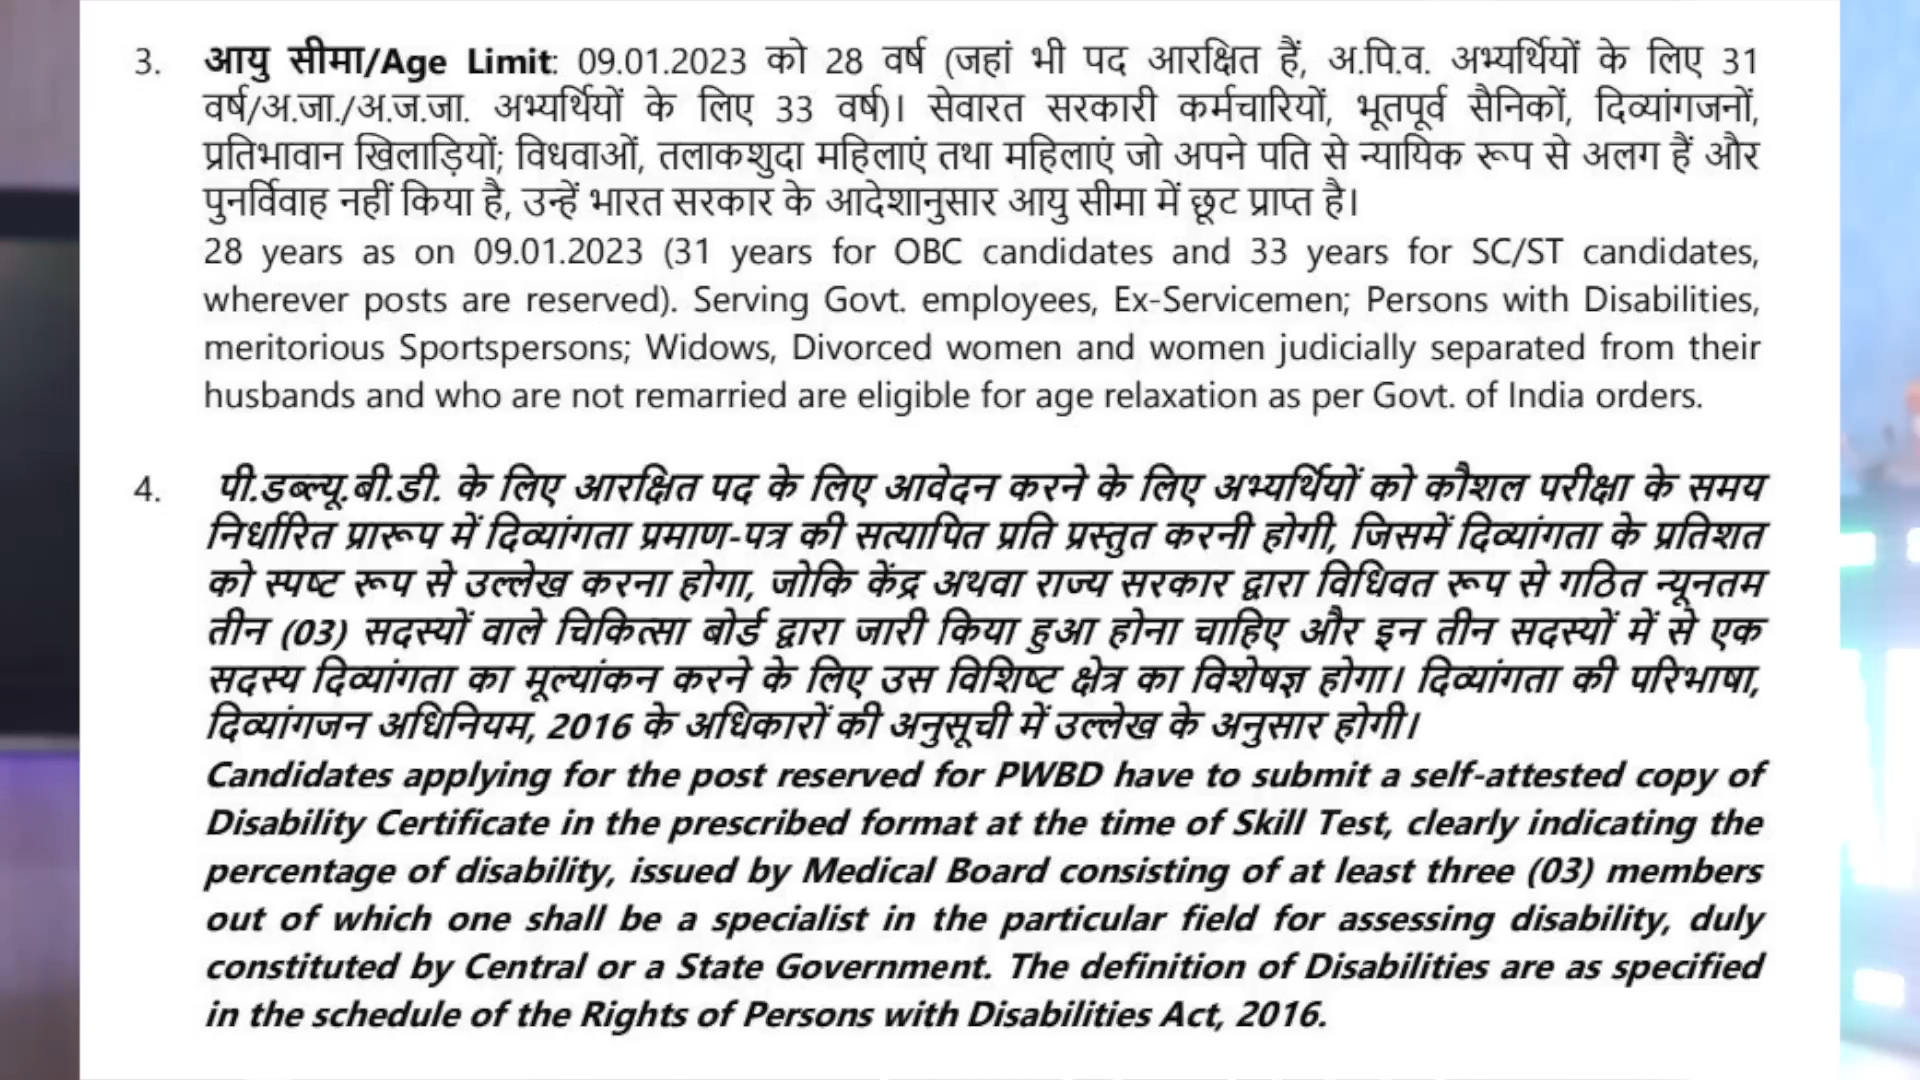 3. आयु सीमा/Age Limit: 09.01.2023 को 28 वर्ष (जहां भी पद आरक्षित हैं, अ.पि.व. अभ्यर्थियों के लिए 31
वर्ष/अ.जा./अ.ज.जा. अभ्यर्थियों के लिए 33 वर्ष)। सेवारत सरकारी कर्मचारियों, भूतपूर्व सैनिकों, दिव्यांगजनों,
प्रतिभावान खिलाड़ियों; विधवाओं, तलाकशुदा महिलाएं तथा महिलाएं जो अपने पति से न्यायिक रूप से अलग हैं और
पुनर्विवाह नहीं किया है, उन्हें भारत सरकार के आदेशानुसार आयु सीमा में छूट प्राप्त है।
28 years as on 09.01.2023 (31 years for OBC candidates and 33 years for SC/ST candidates,
wherever posts are reserved). Serving Govt. employees, Ex-Servicemen; Persons with Disabilities,
meritorious Sportspersons; Widows, Divorced women and women judicially separated from their
husbands and who are not remarried are eligible for age relaxation as per Govt. of India orders.
4. पी.डब्ल्यू.बी.डी. के लिए आरक्षित पद के लिए आवेदन करने के लिए अभ्यर्थियों को कौशल परीक्षा के समय
निर्धारित प्रारूप में दिव्यांगता प्रमाण-पत्र की सत्यापित प्रति प्रस्तुत करनी होगी, जिसमें दिव्यांगता के प्रतिशत
को स्पष्ट रूप से उल्लेख करना होगा, जोकि केंद्र अथवा राज्य सरकार द्वारा विधिवत रूप से गठित न्यूनतम
तीन (03) सदस्यों वाले चिकित्सा बोर्ड द्वारा जारी किया हुआ होना चाहिए और इन तीन सदस्यों में से एक
सदस्य दिव्यांगता का मूल्यांकन करने के लिए उस विशिष्ट क्षेत्र का विशेषज्ञ होगा। दिव्यांगता की परिभाषा,
दिव्यांगजन अधिनियम, 2016 के अधिकारों की अनुसूची में उल्लेख के अनुसार होगी।
Candidates applying for the post reserved for PWBD have to submit a self-attested copy of
Disability Certificate in the prescribed format at the time of Skill Test, clearly indicating the
percentage of disability, issued by Medical Board consisting of at least three (03) members
out of which one shall be a specialist in the particular field for assessing disability, duly
constituted by Central or a State Government. The definition of Disabilities are as specified
in the schedule of the Rights of Persons with Disabilities Act, 2016.